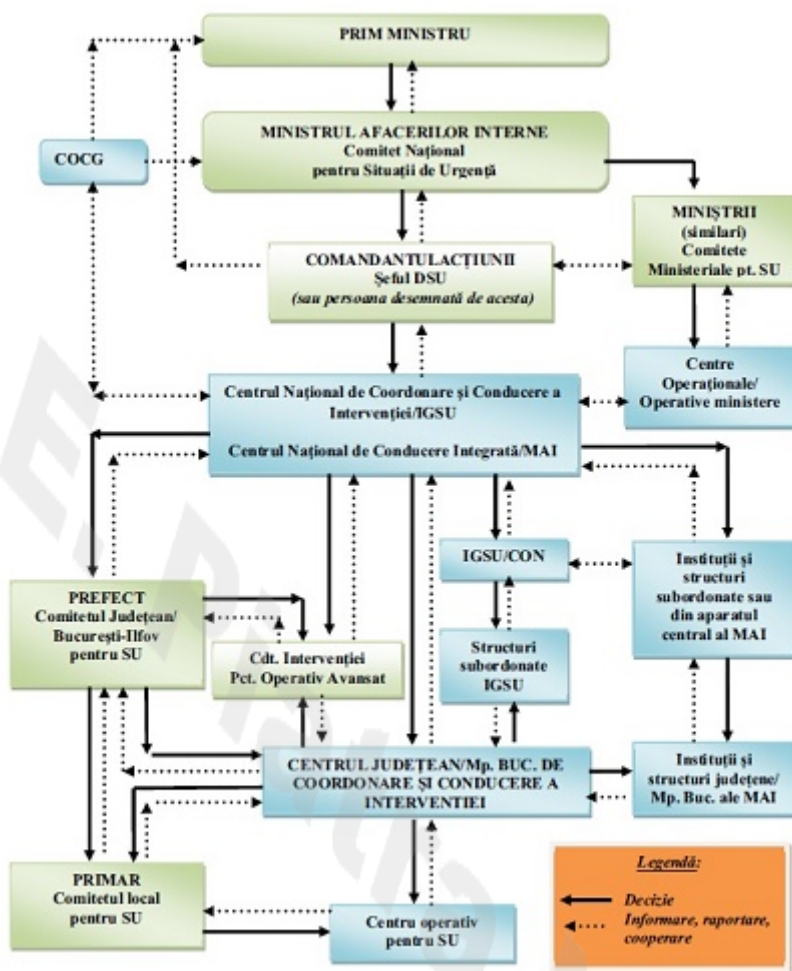 PRIM MINISTRU
MINISTRUL AFACERILOR INTERNE
Comitet Național
pentru Situații de Urgență
COCG
MINIȘTRII
(similari)
Comitete
Ministeriale pt. SU
COMANDANTULACȚIUNII
Șeful DSU
(sau persoana desemnată de acesta)
Centre
Operaționale/
Operative ministere
Centrul Național de Coordonare și Conducere a
Intervenției/IGSU
Centrul Național de Conducere Integrată/MAI
IGSU/CON
Instituții și
structuri
subordonate sau
din aparatul
central al MAI
PREFECT
Comitetul Județean/
București-Ilfov
pentru SU
Cdt. Intervenției
Pct. Operativ Avansat
Structuri
subordonate
IGSU
CENTRUL JUDEȚEAN/Mp. BUC. DE
COORDONARE ȘI CONDUCERE A
INTERVENTIEI
Instituții și
structuri județene/
Mp. Buc. ale MAI
PRIMAR
Comitetul local
pentru SU
Centru operativ
pentru SU
Legendă:
Decizie
Informare, raportare,
cooperare